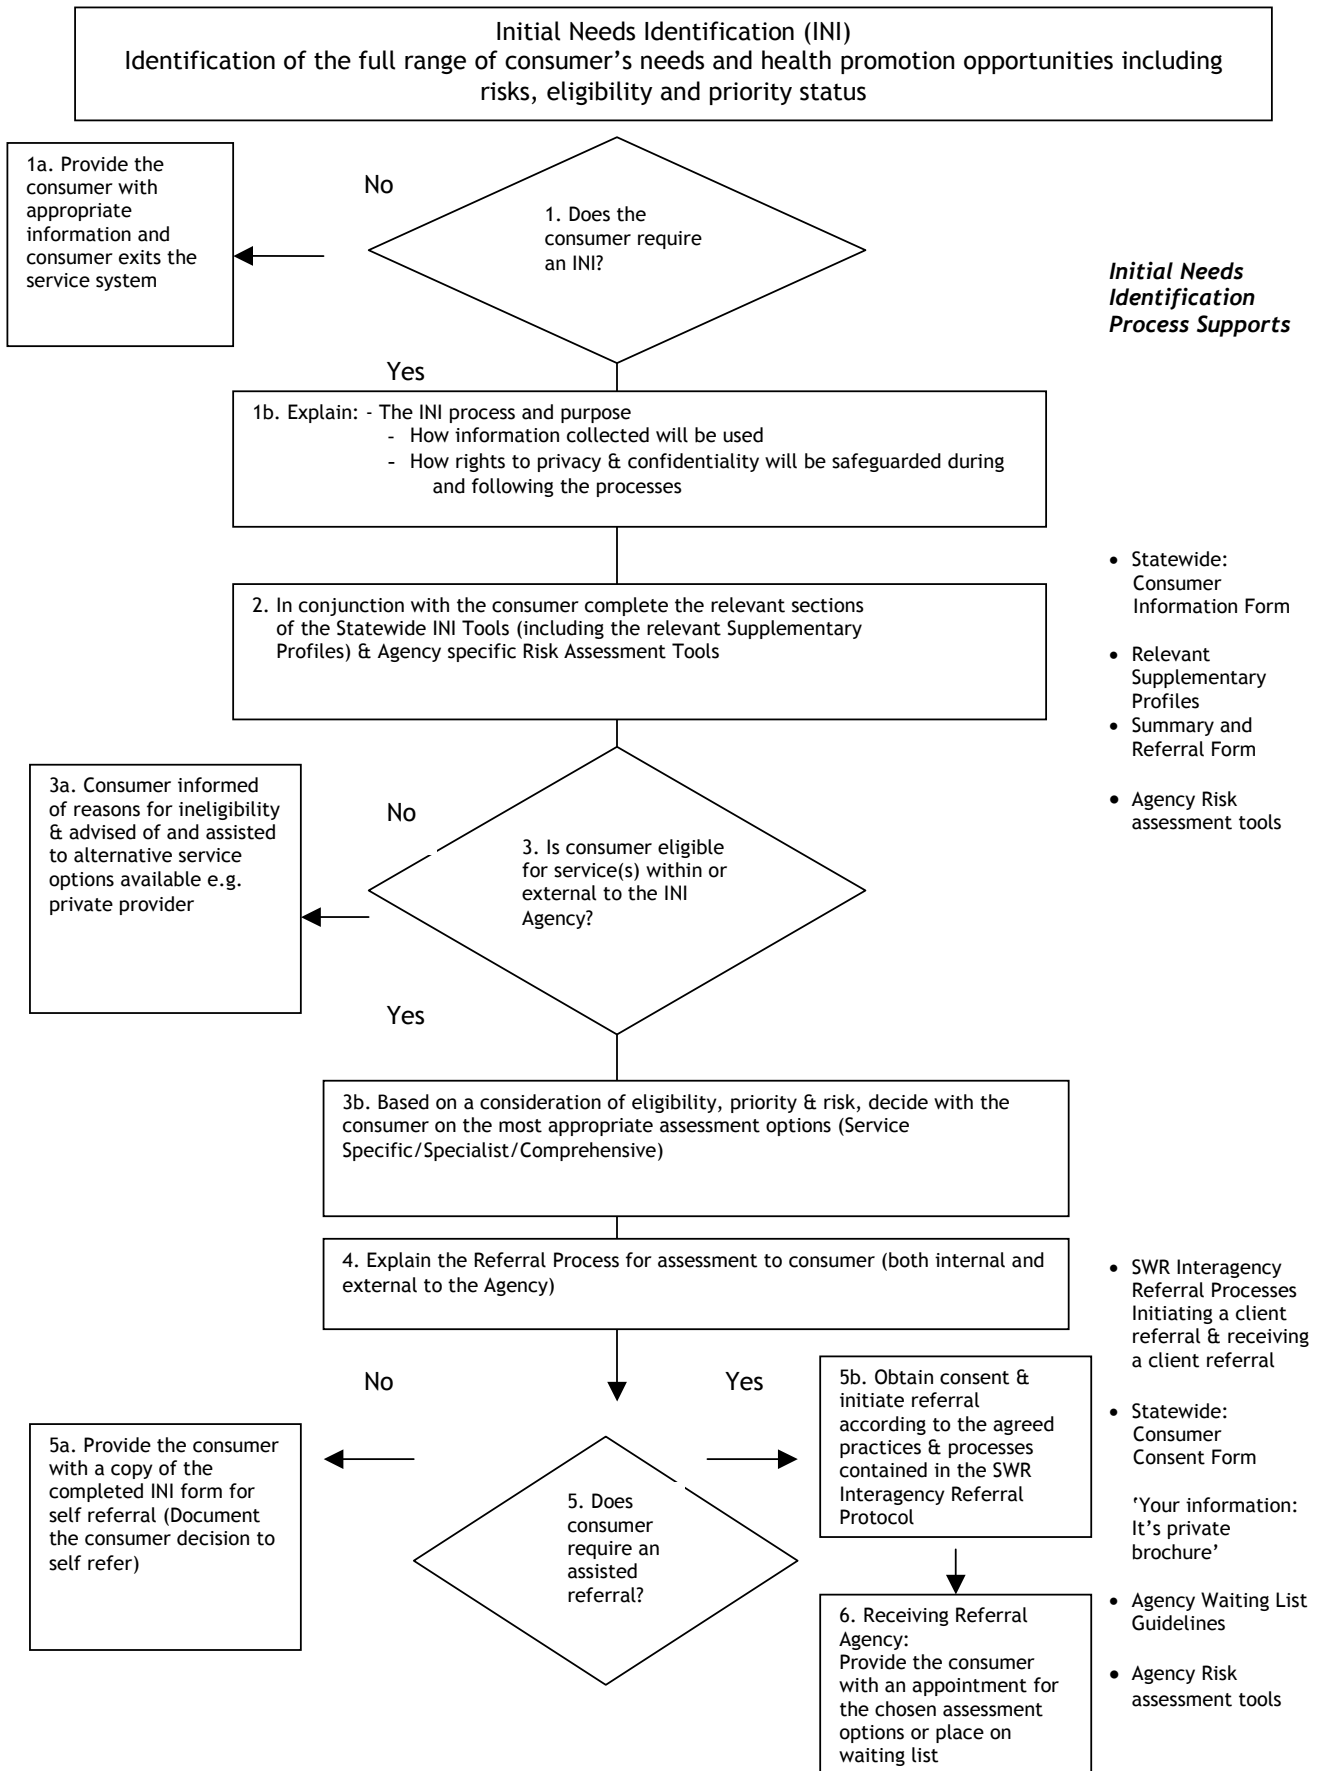 Initial Needs Identification (INI)
Identification of the full range of consumer’s needs and health promotion opportunities including
risks, eligibility and priority status
1a. Provide the
consumer with
appropriate
information and
consumer exits the
service system
No
1. Does the
consumer require
an INI?
Initial Needs
Identification
Process Supports
Yes
1b. Explain: - The INI process and purpose
- How information collected will be used
- How rights to privacy & confidentiality will be safeguarded during
and following the processes
2. In conjunction with the consumer complete the relevant sections
of the Statewide INI Tools (including the relevant Supplementary
Profiles) & Agency specific Risk Assessment Tools
• Statewide:
Consumer
Information Form
• Relevant
Supplementary
Profiles
• Summary and
Referral Form
• Agency Risk
assessment tools
3a. Consumer informed
of reasons for ineligibility
& advised of and assisted
to alternative service
options available e.g.
private provider
No
3. Is consumer eligible
for service(s) within or
external to the INI
Agency?
Yes
3b. Based on a consideration of eligibility, priority & risk, decide with the
consumer on the most appropriate assessment options (Service
Specific/Specialist/Comprehensive)
4. Explain the Referral Process for assessment to consumer (both internal and
external to the Agency)
No
Yes
5a. Provide the consumer
with a copy of the
completed INI form for
self referral (Document
the consumer decision to
self refer)
5. Does
consumer
require an
assisted
referral?
5b. Obtain consent &
initiate referral
according to the agreed
practices & processes
contained in the SWR
Interagency Referral
Protocol
6. Receiving Referral
Agency:
Provide the consumer
with an appointment for
the chosen assessment
options or place on
waiting list
• SWR Interagency
Referral Processes
Initiating a client
referral & receiving
a client referral
• Statewide:
Consumer
Consent Form
‘Your information:
It’s private
brochure’
• Agency Waiting List
Guidelines
• Agency Risk
assessment tools